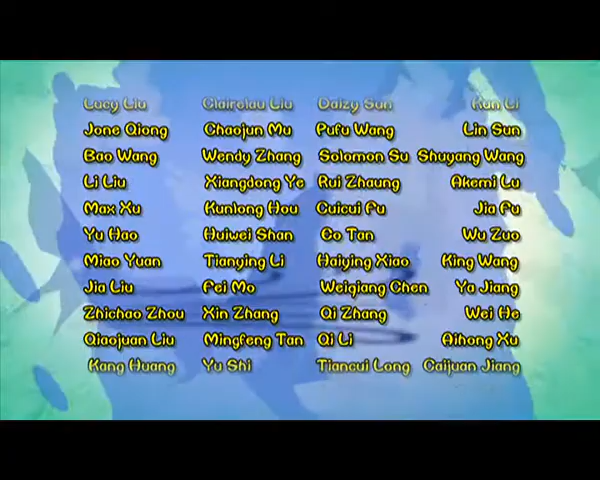 Lucy Liu Clairelau Liu Daizy Sun Kun Li
Jone Qiong Chaojun Mu Pufu Wang Lin Sun
Bao Wang Wendy Zhang Solomon Su Shuyang Wang
Li Liu Xiangdong Ye Rui Zhaung Akemi Lu
Max Xu Kunlong Hou Cuicui Fu Jia Fu
Yu Hao Huiwei Shan Bo Tan Wu Zuo
Miao Yuan Tianying Li Haiying Xiao King Wang
Jia Liu Fei Mo Weiqiang Chen Ya Jiang
Zhichao Zhou Xin Zhang Qi Zhang Wei He
Qiaojuan Liu Mingfeng Tan Qi Li Aihong Xu
Kang Huang Yu Shi Tiancui Long Caijuan Jiang